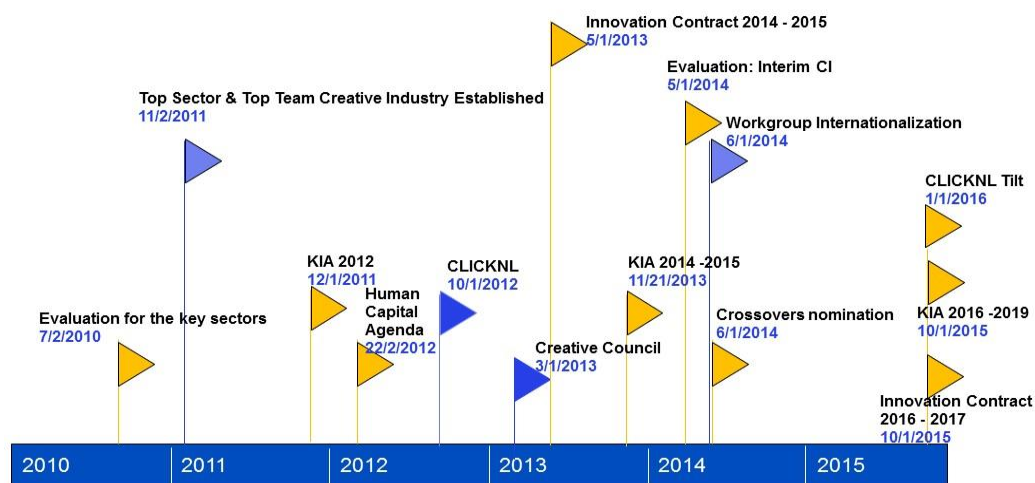 Innovation Contract 2014 - 2015
5/1/2013
Evaluation: Interim CI
5/1/2014
Top Sector & Top Team Creative Industry Established
11/2/2011
Workgroup Internationalization
6/1/2014
CLICKNL Tilt
1/1/2016
KIA 2012
12/1/2011
CLICKNL
10/1/2012
KIA 2014 -2015
11/21/2013
Human
Capital
Agenda
22/2/2012
Evaluation for the key sectors
7/2/2010
Crossovers nomination
6/1/2014
KIA 2016 -2019
10/1/2015
Creative Council
3/1/2013
Innovation Contract
2016 - 2017
10/1/2015
2010 2011 2012 2013 2014 2015